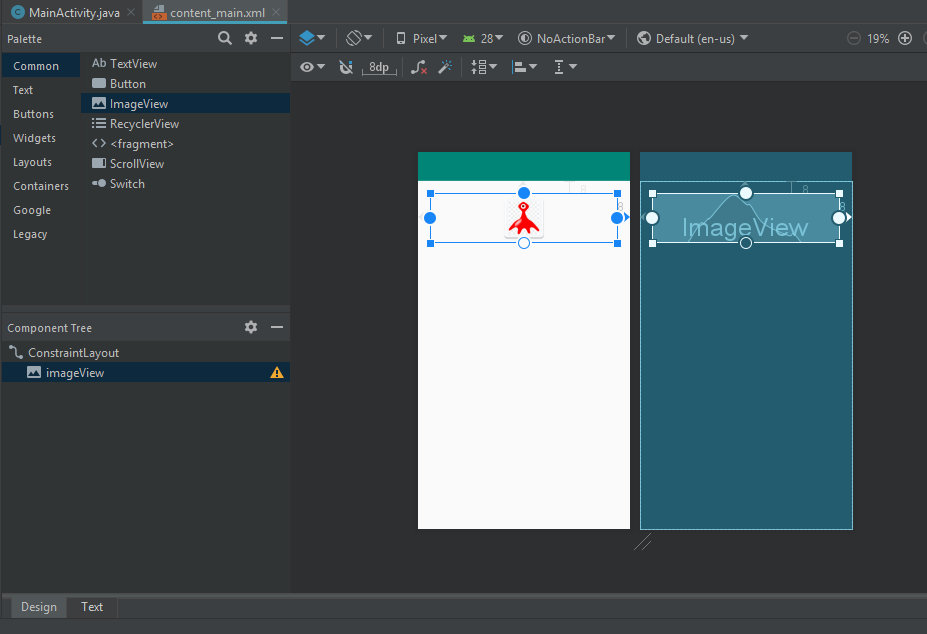 MainActivity.java content_main.xml
Palette
Pixel 28 NoActionBar Default (en-us) 19%
8dp
Common
Text
Buttons
Widgets
Layouts
Containers
Google
Legacy
Ab TextView
Button
ImageView
RecyclerView
<fragment>
ScrollView
Switch
8
8
8
8
ImageView
Component Tree
ConstraintLayout
imageView
Design Text